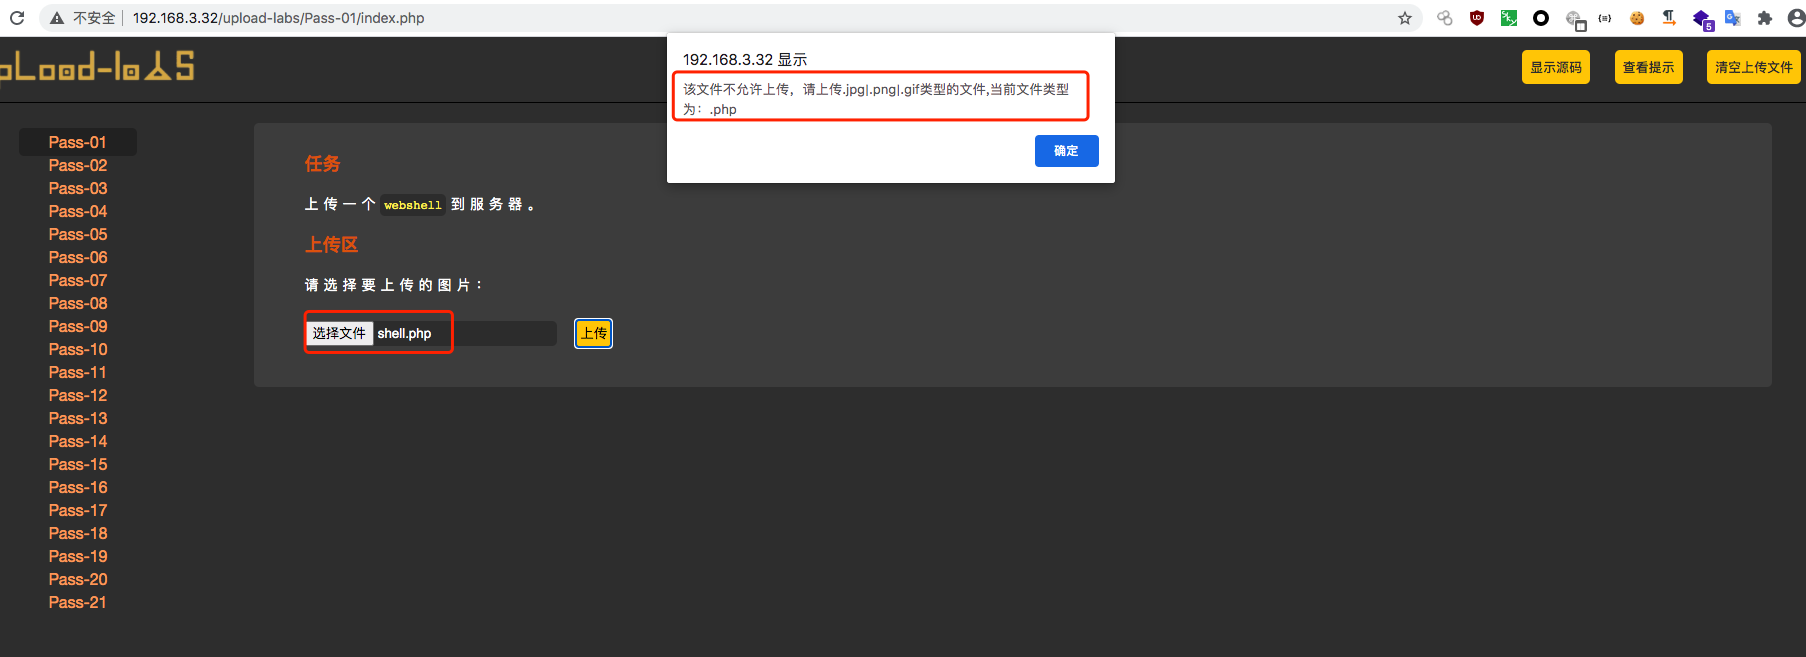 不安全 192.168.3.32/upload-labs/Pass-01/index.php
5
192.168.3.32 显示
该文件不允许上传，请上传.jpg|.png|.gif类型的文件,当前文件类型
为：.php
确定
pLoad-labS
显示源码 查看提示 清空上传文件
Pass-01
Pass-02
Pass-03
Pass-04
Pass-05
Pass-06
Pass-07
Pass-08
Pass-09
Pass-10
Pass-11
Pass-12
Pass-13
Pass-14
Pass-15
Pass-16
Pass-17
Pass-18
Pass-19
Pass-20
Pass-21
任务
上传一个 webshell 到服务器。
上传区
请选择要上传的图片：
选择文件 shell.php 上传